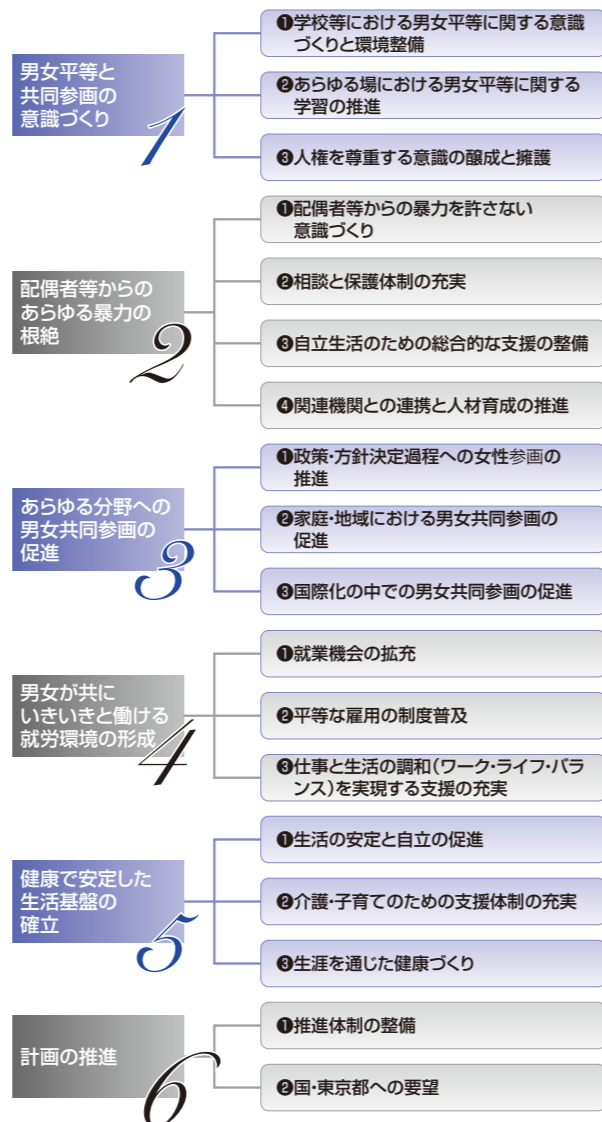 男女平等と
共同参画の
意識づくり
1
❶学校等における男女平等に関する意識
づくりと環境整備
❷あらゆる場における男女平等に関する
学習の推進
❸人権を尊重する意識の醸成と擁護
配偶者等からの
あらゆる暴力の
根絶
2
❶配偶者等からの暴力を許さない
意識づくり
❷相談と保護体制の充実
❸自立生活のための総合的な支援の整備
❹関連機関との連携と人材育成の推進
あらゆる分野への
男女共同参画の
促進
3
❶政策・方針決定過程への女性参画の
推進
❷家庭・地域における男女共同参画の
促進
❸国際化の中での男女共同参画の促進
男女が共に
いきいきと働ける
就労環境の形成
4
❶就業機会の拡充
❷平等な雇用の制度普及
❸仕事と生活の調和（ワーク・ライフ・バラ
ンス）を実現する支援の充実
健康で安定した
生活基盤の
確立
5
❶生活の安定と自立の促進
❷介護・子育てのための支援体制の充実
❸生涯を通じた健康づくり
計画の推進
6
❶推進体制の整備
❷国・東京都への要望